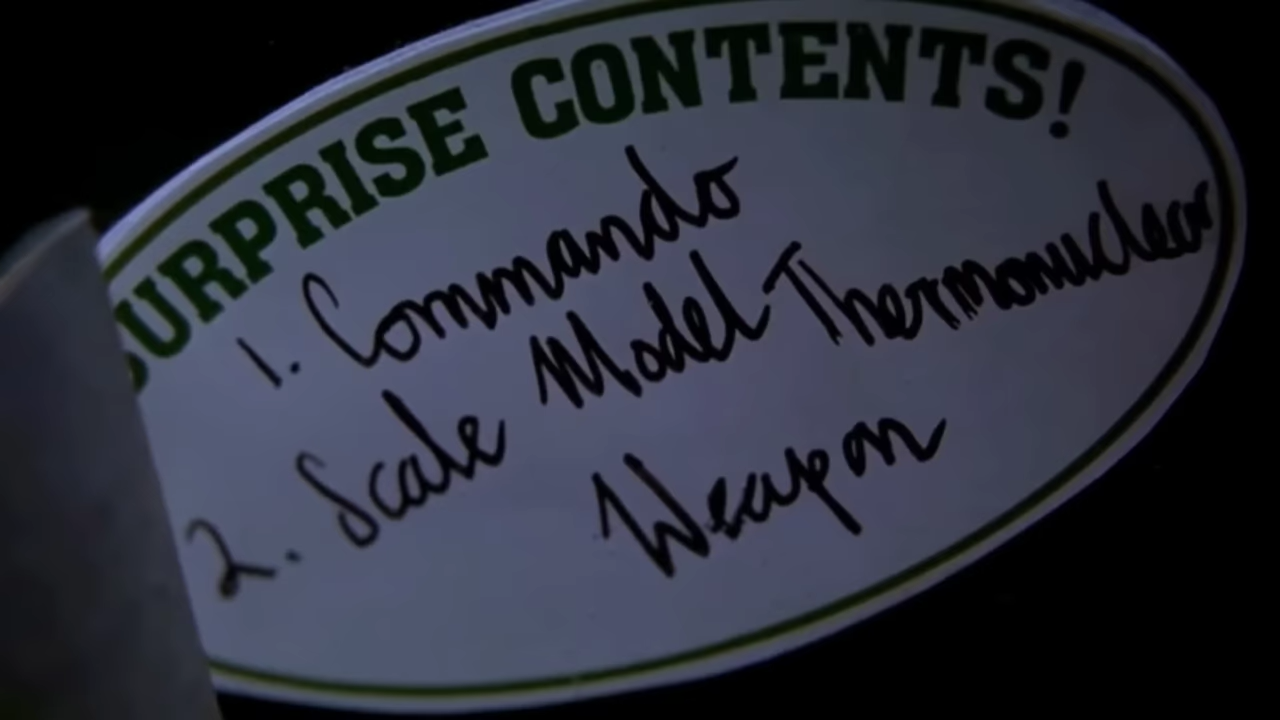 SURPRISE CONTENTS!
1. Commando
2. Scale Model Thermonuclear
Weapon